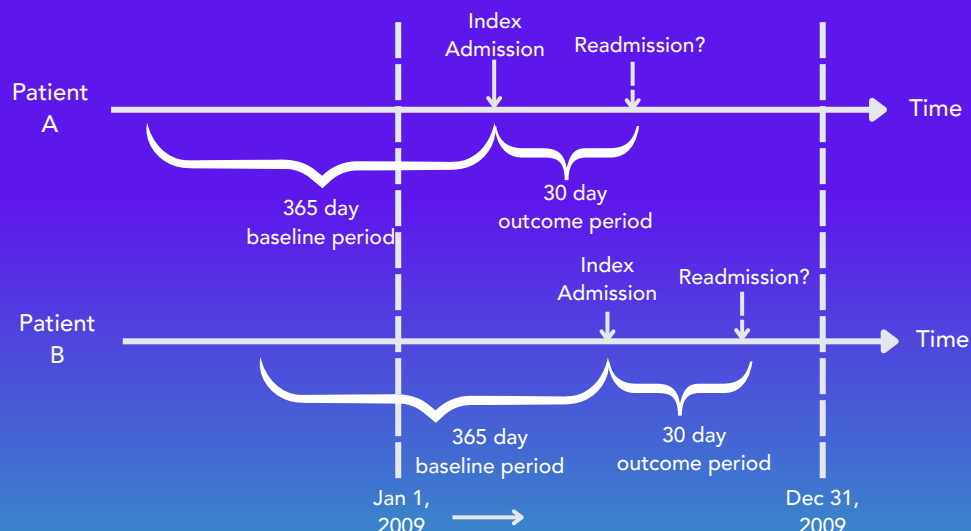 Index
Admission
Readmission?
Patient
A
Time
365 day
baseline period
30 day
outcome period
Index
Admission
Readmission?
Patient
B
Time
365 day
baseline period
30 day
outcome period
Jan 1,
2009
Dec 31,
2009